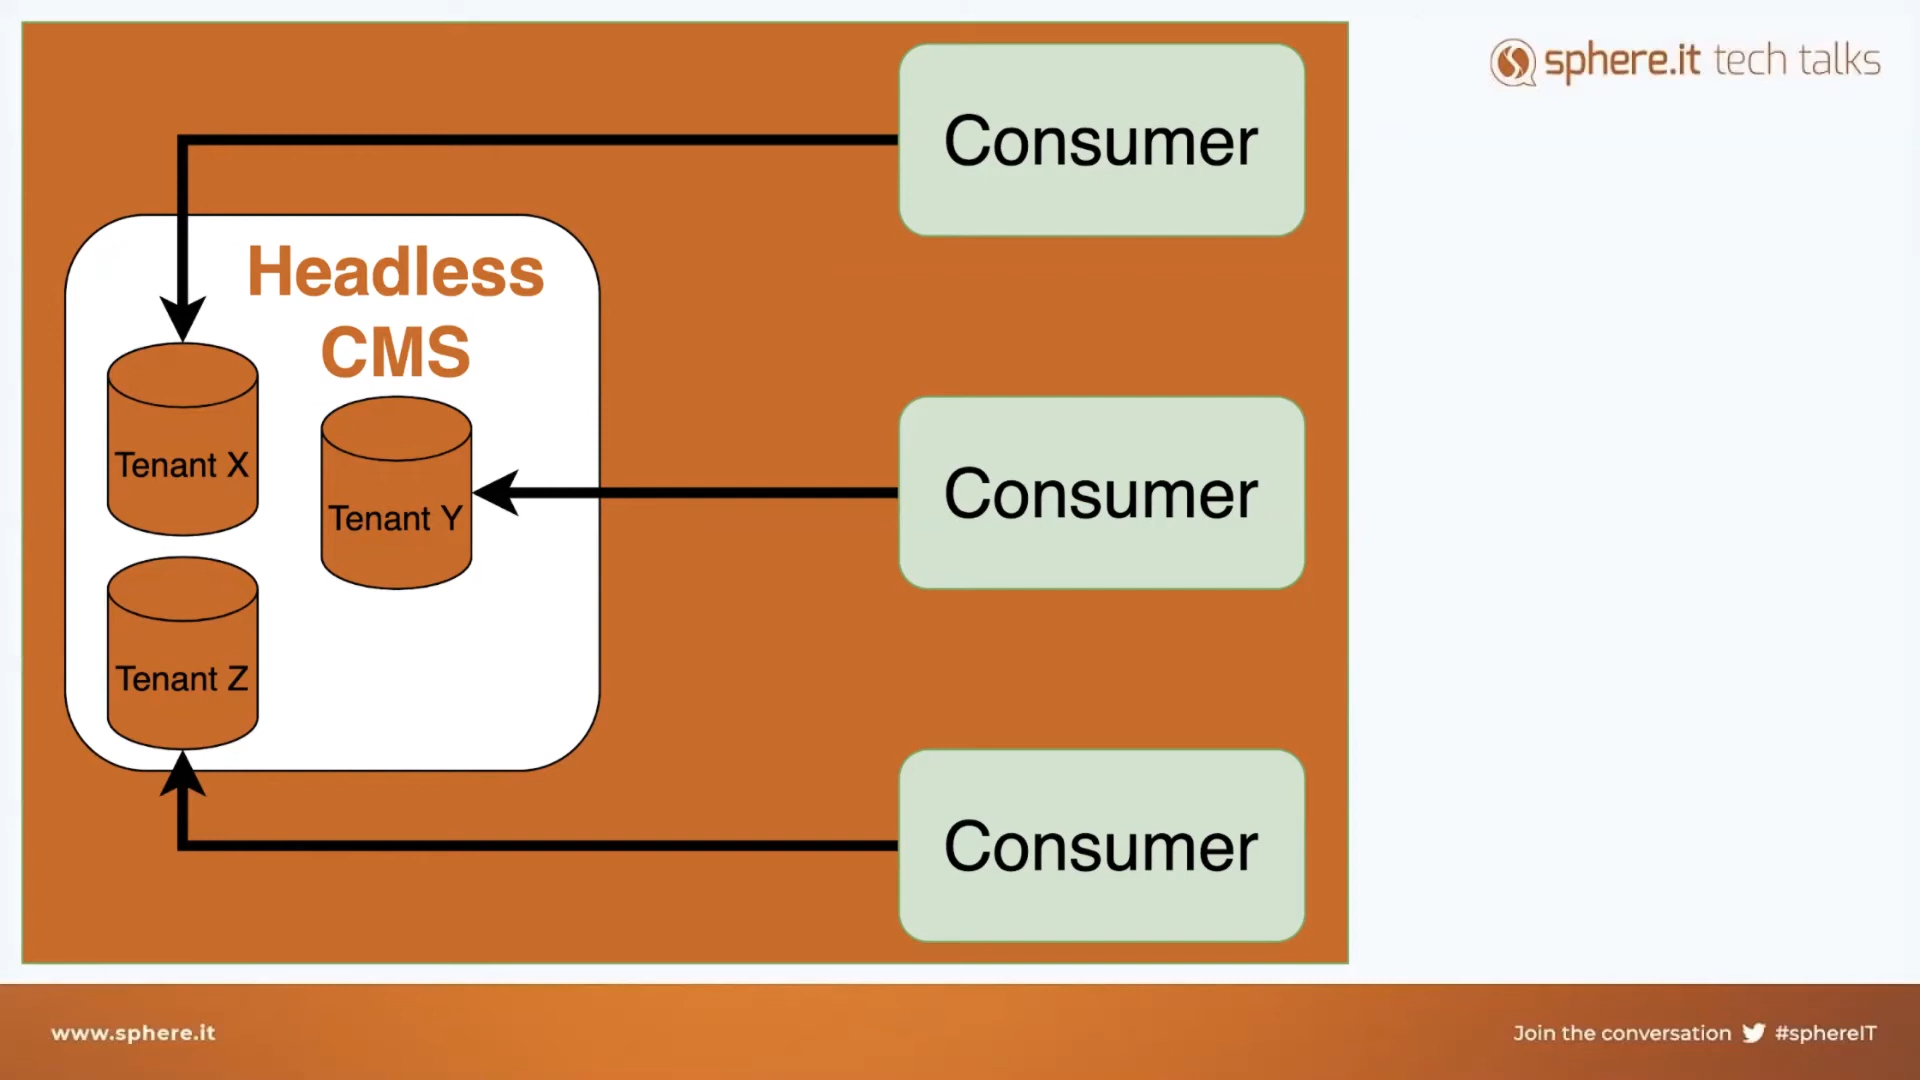 sphere.it tech talks
Consumer
Headless
CMS
Tenant X
Tenant Y
Consumer
Tenant Z
Consumer
www.sphere.it
Join the conversation #sphereIT